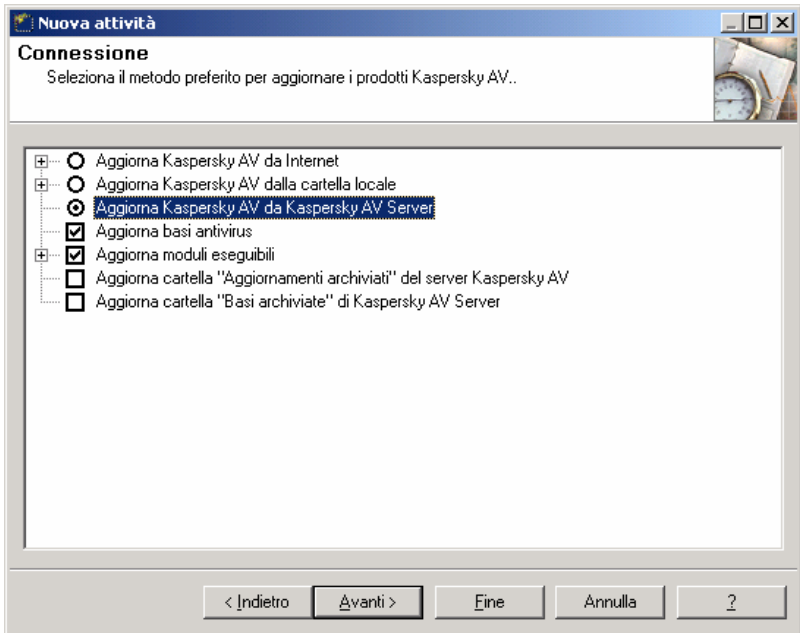 Nuova attività
Connessione
Seleziona il metodo preferito per aggiornare i prodotti Kaspersky AV..
Aggiorna Kaspersky AV da Internet
Aggiorna Kaspersky AV dalla cartella locale
Aggiorna Kaspersky AV da Kaspersky AV Server
Aggiorna basi antivirus
Aggiorna moduli eseguibili
Aggiorna cartella "Aggiornamenti archiviati" del server Kaspersky AV
Aggiorna cartella "Basi archiviate" di Kaspersky AV Server
< Indietro Avanti > Fine Annulla ?